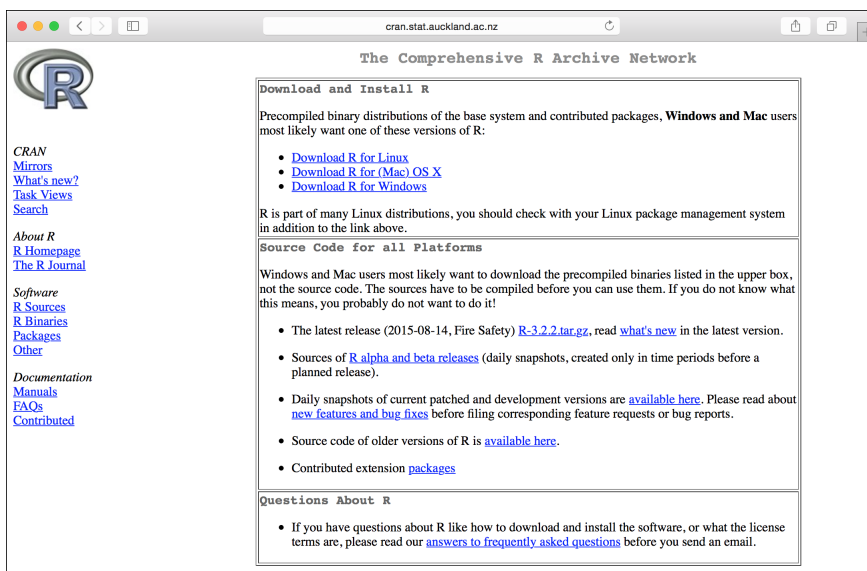 cran.stat.auckland.ac.nz
R
The Comprehensive R Archive Network
CRAN
Mirrors
What's new?
Task Views
Search
About R
R Homepage
The R Journal
Software
R Sources
R Binaries
Packages
Other
Documentation
Manuals
FAQs
Contributed
Download and Install R
Precompiled binary distributions of the base system and contributed packages, Windows and Mac users
most likely want one of these versions of R:
• Download R for Linux
• Download R for (Mac) OS X
• Download R for Windows
R is part of many Linux distributions, you should check with your Linux package management system
in addition to the link above.
Source Code for all Platforms
Windows and Mac users most likely want to download the precompiled binaries listed in the upper box,
not the source code. The sources have to be compiled before you can use them. If you do not know what
this means, you probably do not want to do it!
• The latest release (2015-08-14, Fire Safety) R-3.2.2.tar.gz, read what's new in the latest version.
• Sources of R alpha and beta releases (daily snapshots, created only in time periods before a
planned release).
• Daily snapshots of current patched and development versions are available here. Please read about
new features and bug fixes before filing corresponding feature requests or bug reports.
• Source code of older versions of R is available here.
• Contributed extension packages
Questions About R
• If you have questions about R like how to download and install the software, or what the license
terms are, please read our answers to frequently asked questions before you send an email.